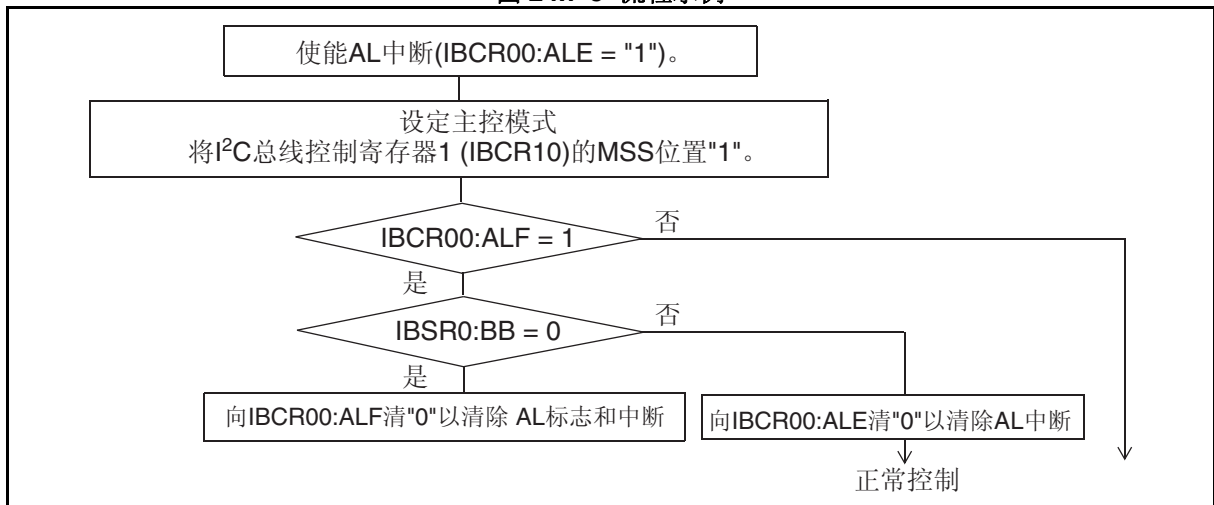 使能AL中断(IBCR00:ALE = "1")。
设定主控模式
将I²C总线控制寄存器1 (IBCR10)的MSS位置"1"。
IBCR00:ALF = 1
否
是
IBSR0:BB = 0
否
是
向IBCR00:ALF清"0"以清除 AL标志和中断
向IBCR00:ALE清"0"以清除AL中断
正常控制